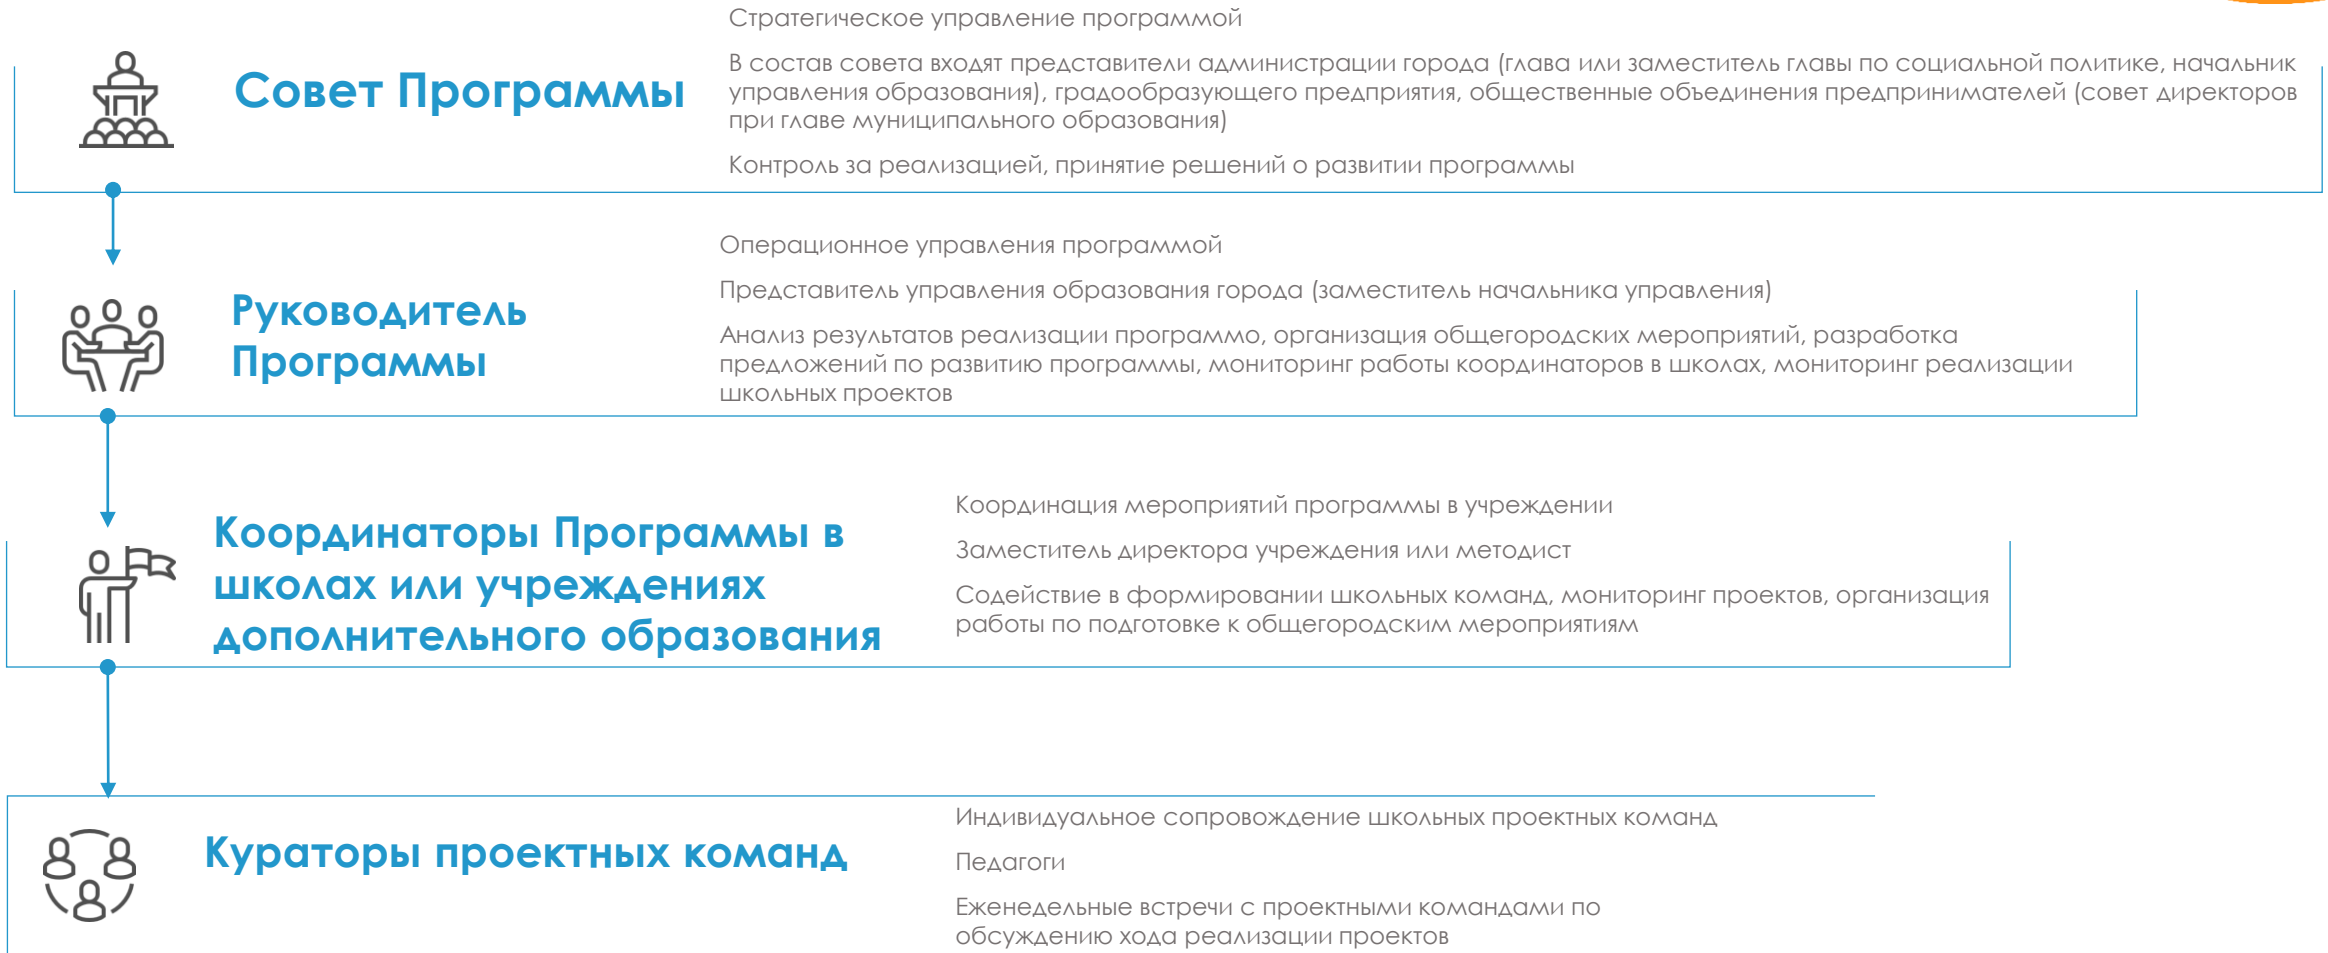 Стратегическое управление программой
Совет Программы
В состав совета входят представители администрации города (глава или заместитель главы по социальной политике, начальник
управления образования), градообразующего предприятия, общественные объединения предпринимателей (совет директоров
при главе муниципального образования)
Контроль за реализацией, принятие решений о развитии программы
Операционное управления программой
Руководитель
Программы
Представитель управления образования города (заместитель начальника управления)
Анализ результатов реализации программо, организация общегородских мероприятий, разработка
предложений по развитию программы, мониторинг работы координаторов в школах, мониторинг реализации
школьных проектов
Координаторы Программы в
школах или учреждениях
дополнительного образования
Координация мероприятий программы в учреждении
Заместитель директора учреждения или методист
Содействие в формировании школьных команд, мониторинг проектов, организация
работы по подготовке к общегородским мероприятиям
Кураторы проектных команд
Индивидуальное сопровождение школьных проектных команд
Педагоги
Еженедельные встречи с проектными командами по
обсуждению хода реализации проектов